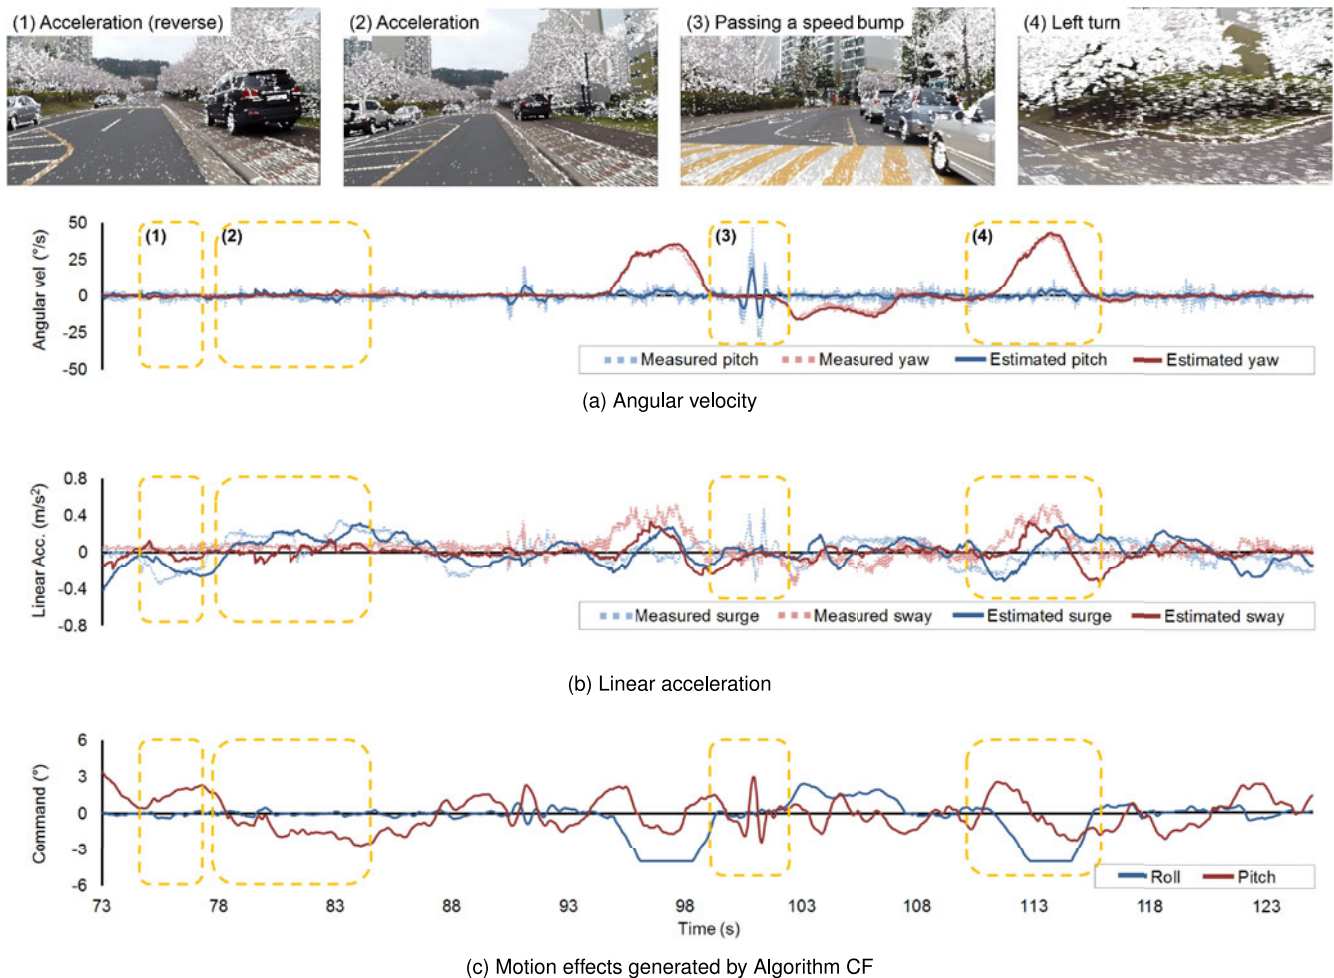 (1) Acceleration (reverse)
(2) Acceleration
(3) Passing a speed bump
(4) Left turn
Angular vel (°/s)
50
25
0
-25
-50
(1)
(2)
(3)
(4)
Measured pitch
Measured yaw
Estimated pitch
Estimated yaw
(a) Angular velocity
Linear Acc. (m/s²)
0.8
0.4
0
-0.4
-0.8
Measured surge
Measured sway
Estimated surge
Estimated sway
(b) Linear acceleration
Command (°)
6
3
0
-3
-6
Roll
Pitch
73 78 83 88 93 98 103 108 113 118 123
Time (s)
(c) Motion effects generated by Algorithm CF